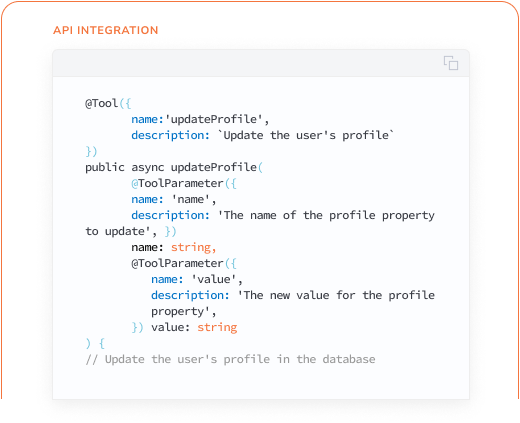 API INTEGRATION
@Tool({
name:'updateProfile',
description: `Update the user's profile`
})
public async updateProfile(
@ToolParameter({
name: 'name',
description: 'The name of the profile property
to update', })
name: string,
@ToolParameter({
name: 'value',
description: 'The new value for the profile
property',
}) value: string
) {
// Update the user's profile in the database